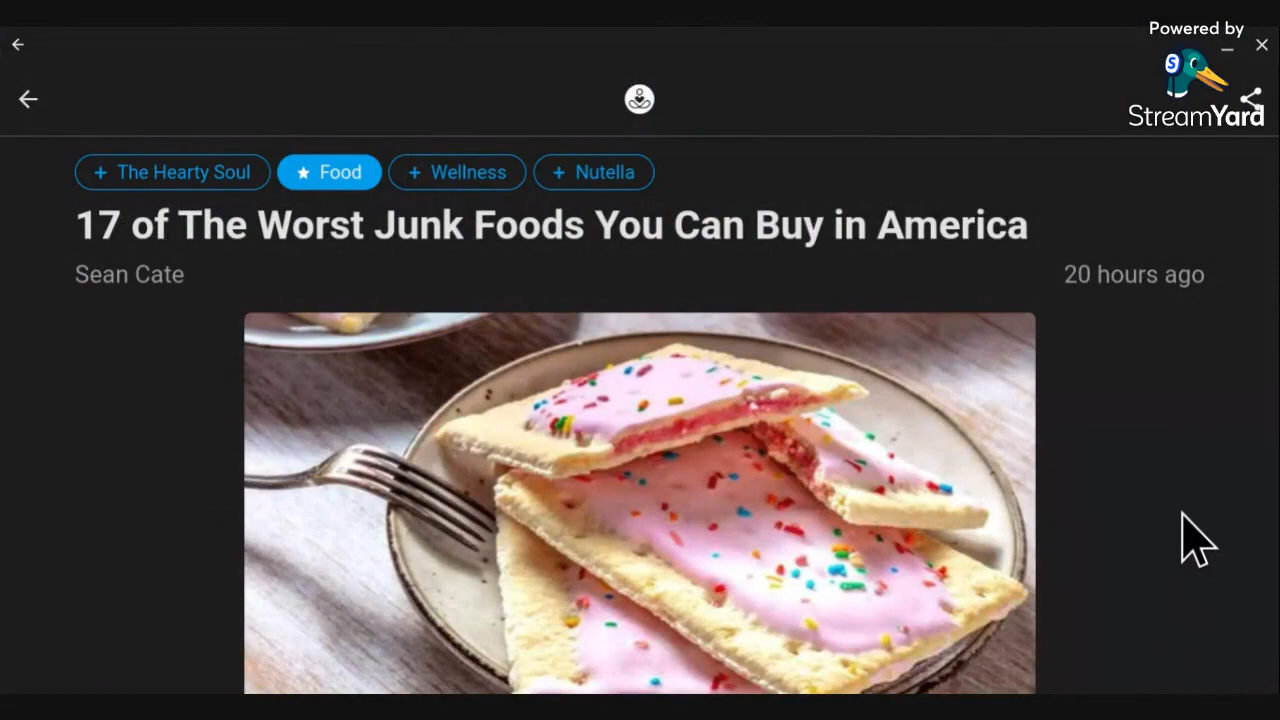 Powered by
StreamYard
+ The Hearty Soul
★ Food
+ Wellness
+ Nutella
17 of The Worst Junk Foods You Can Buy in America
Sean Cate
20 hours ago